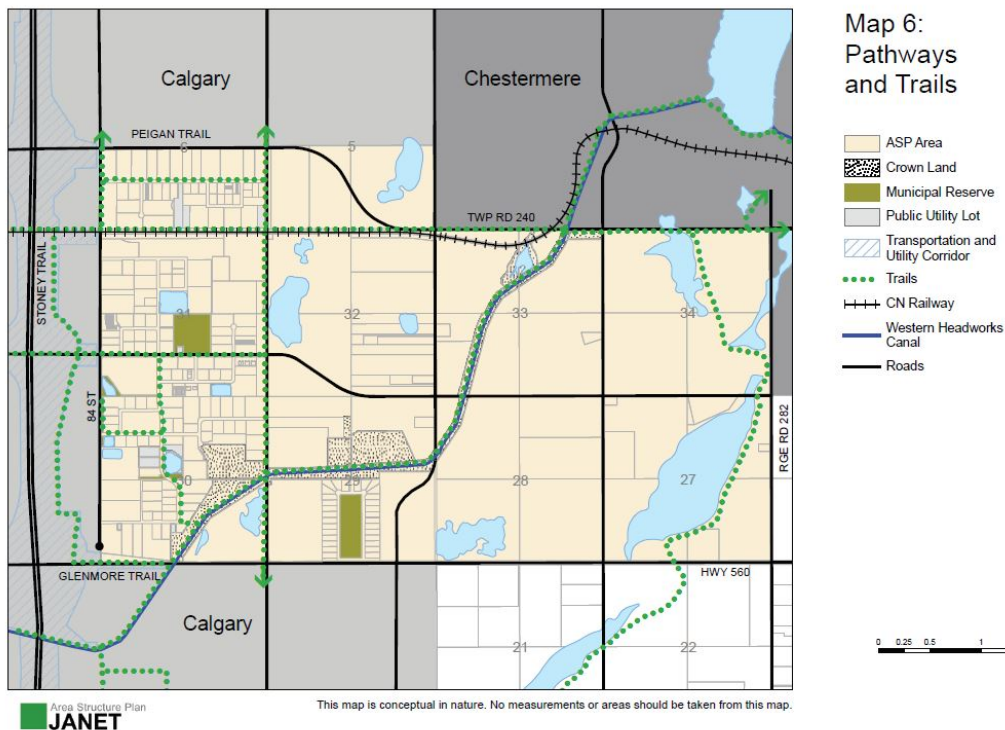 Map 6:
Pathways
and Trails
ASP Area
Crown Land
Municipal Reserve
Public Utility Lot
Transportation and
Utility Corridor
Trails
CN Railway
Western Headworks
Canal
Roads
0 0.25 0.5 1
Calgary
Chestermere
PEIGAN TRAIL
6
5
TWP RD 240
STONEY TRAIL
31
32
33
34
84 ST
RGE RD 282
30
29
28
27
GLENMORE TRAIL
HWY 560
Calgary
21
22
Area Structure Plan
JANET
This map is conceptual in nature. No measurements or areas should be taken from this map.